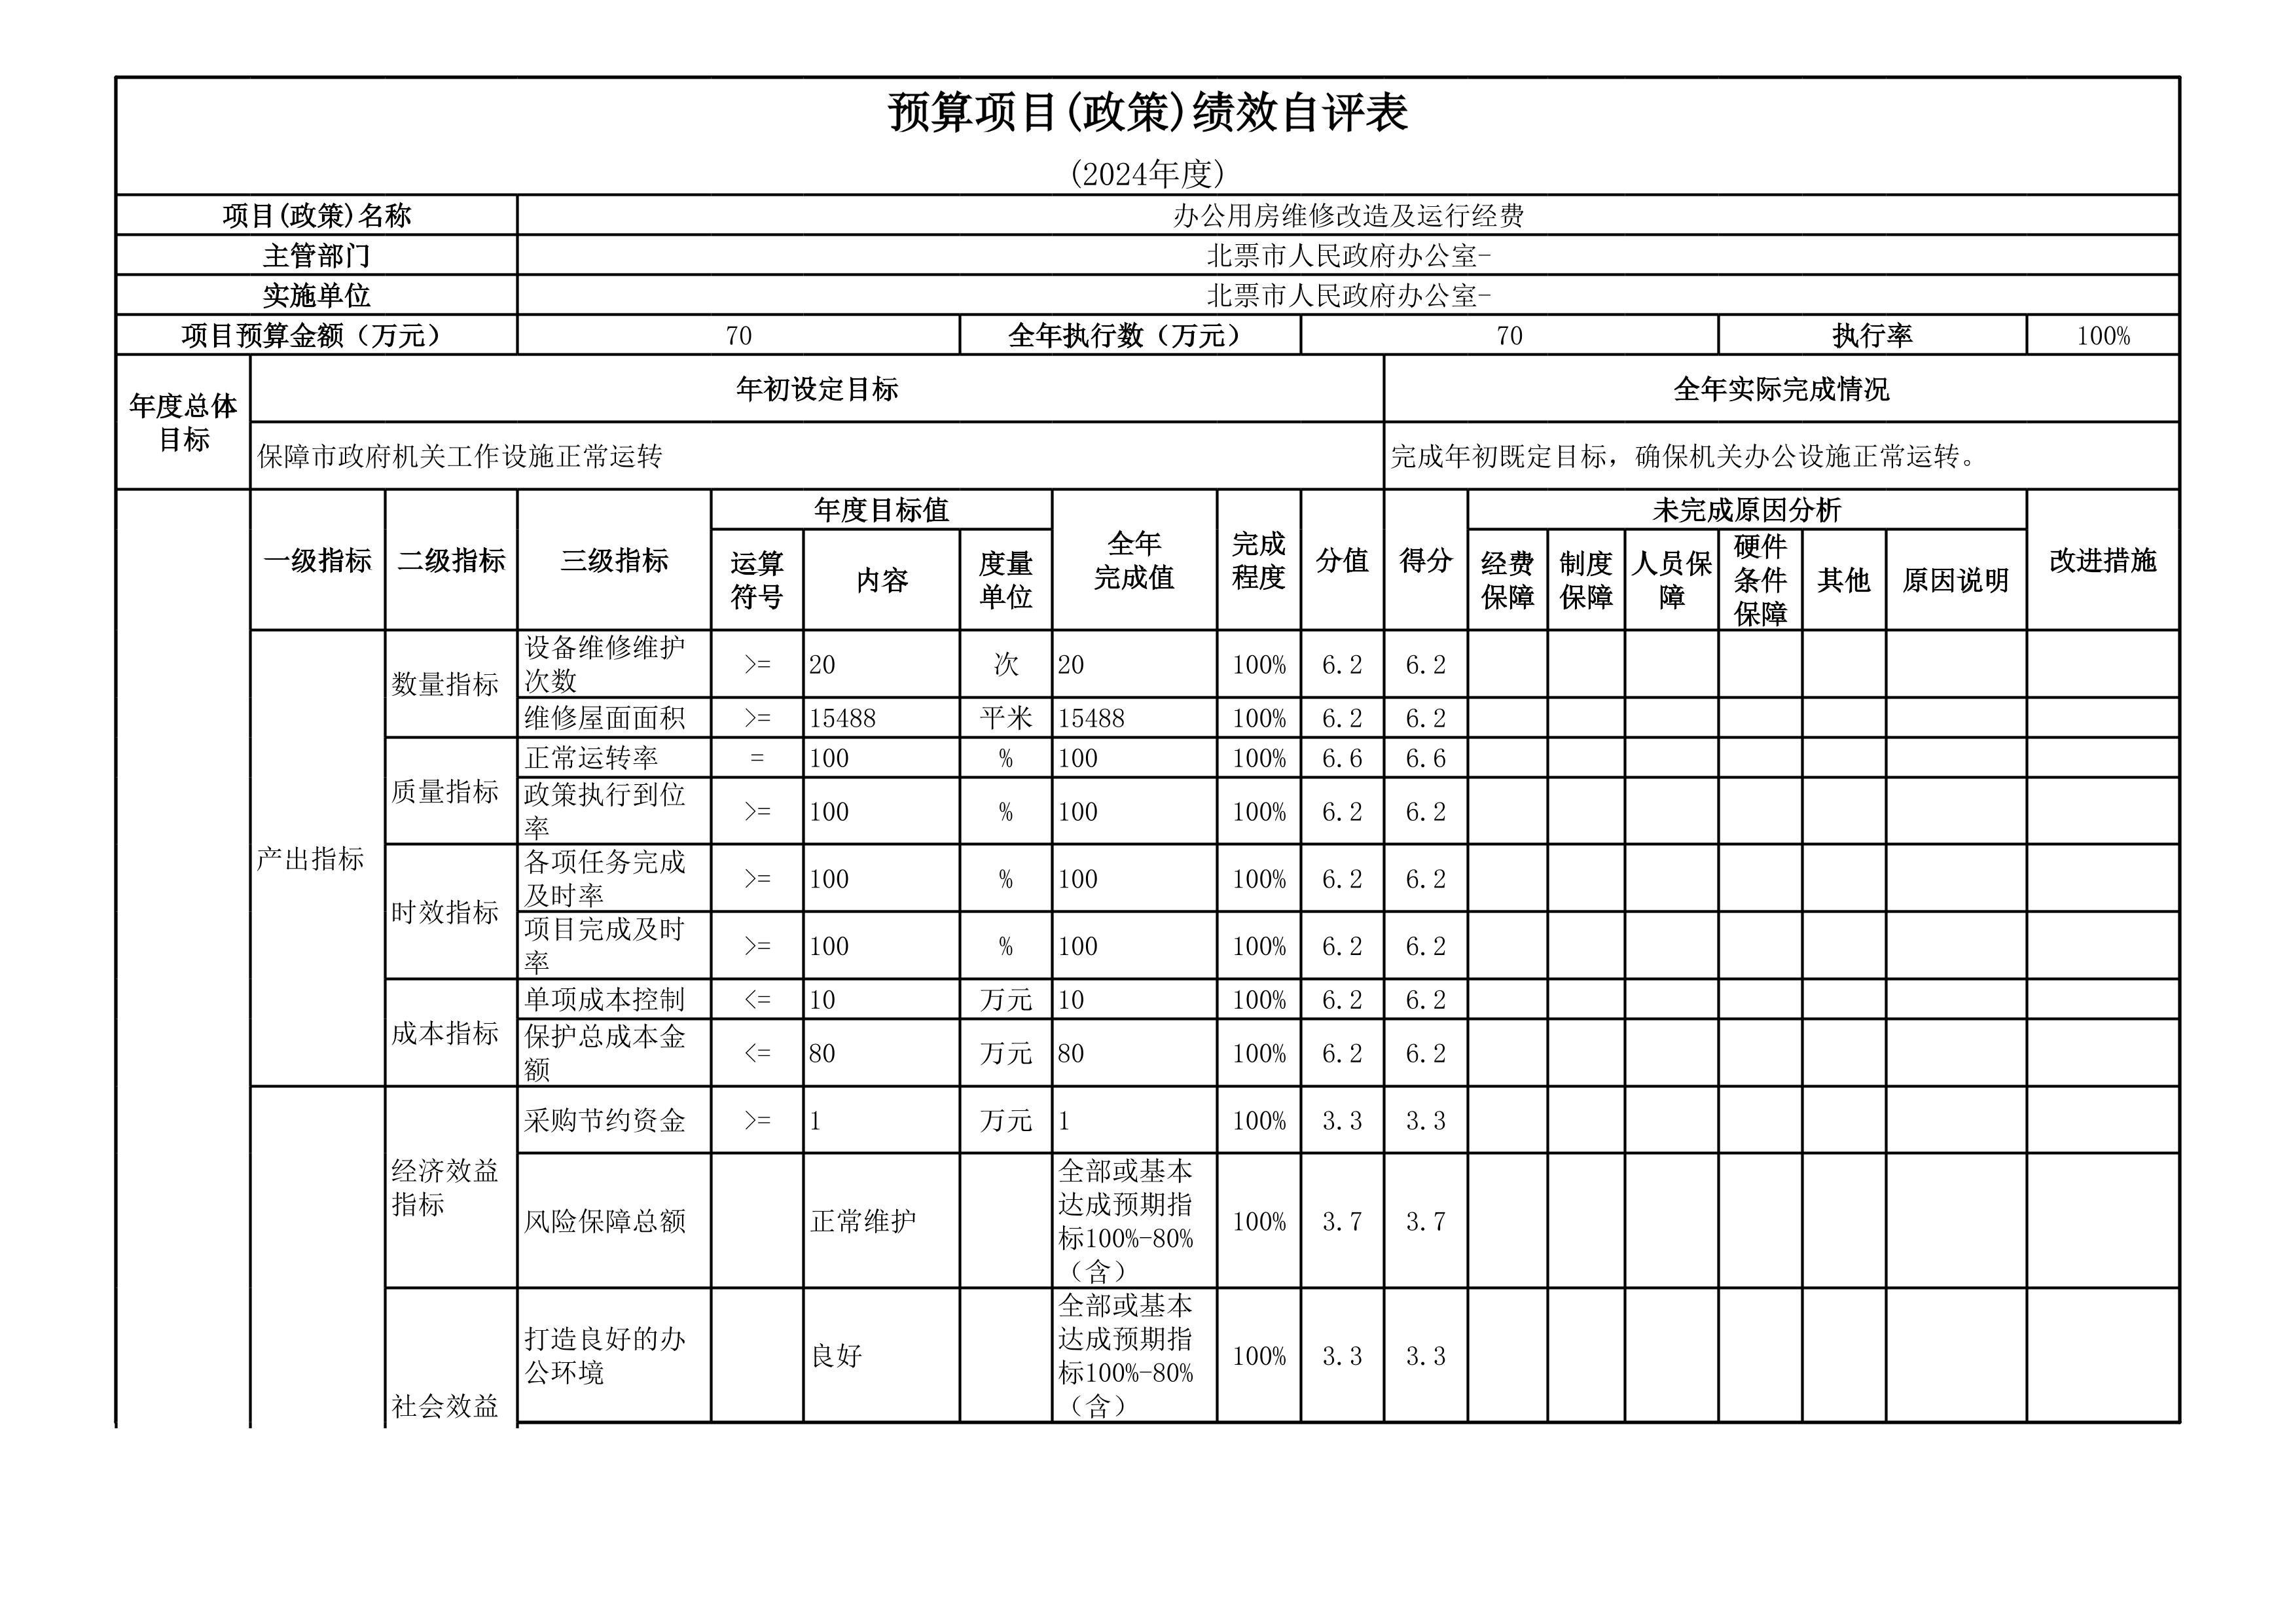 预算项目(政策)绩效自评表
(2024年度)
项目(政策)名称 办公用房维修改造及运行经费
主管部门 北票市人民政府办公室-
实施单位 北票市人民政府办公室-
项目预算金额（万元） 70 全年执行数（万元） 70 执行率 100%
年度总体
目标
年初设定目标 全年实际完成情况
保障市政府机关工作设施正常运转 完成年初既定目标，确保机关办公设施正常运转。
一级指标 二级指标 三级指标
年度目标值
运算
符号
内容
度量
单位
全年
完成值
完成
程度
分值 得分
未完成原因分析
经费
保障
制度
保障
人员保
障
硬件
条件
保障
其他 原因说明
改进措施
产出指标
数量指标
设备维修维护
次数
>= 20 次 20 100% 6.2 6.2
维修屋面面积 >= 15488 平米 15488 100% 6.2 6.2
质量指标
正常运转率 = 100 % 100 100% 6.6 6.6
政策执行到位
率
>= 100 % 100 100% 6.2 6.2
时效指标
各项任务完成
及时率
>= 100 % 100 100% 6.2 6.2
项目完成及时
率
>= 100 % 100 100% 6.2 6.2
成本指标
单项成本控制 <= 10 万元 10 100% 6.2 6.2
保护总成本金
额
<= 80 万元 80 100% 6.2 6.2
经济效益
指标
采购节约资金 >= 1 万元 1 100% 3.3 3.3
风险保障总额 正常维护
全部或基本
达成预期指
标100%-80%
（含）
100% 3.7 3.7
社会效益
打造良好的办
公环境
良好
全部或基本
达成预期指
标100%-80%
（含）
100% 3.3 3.3